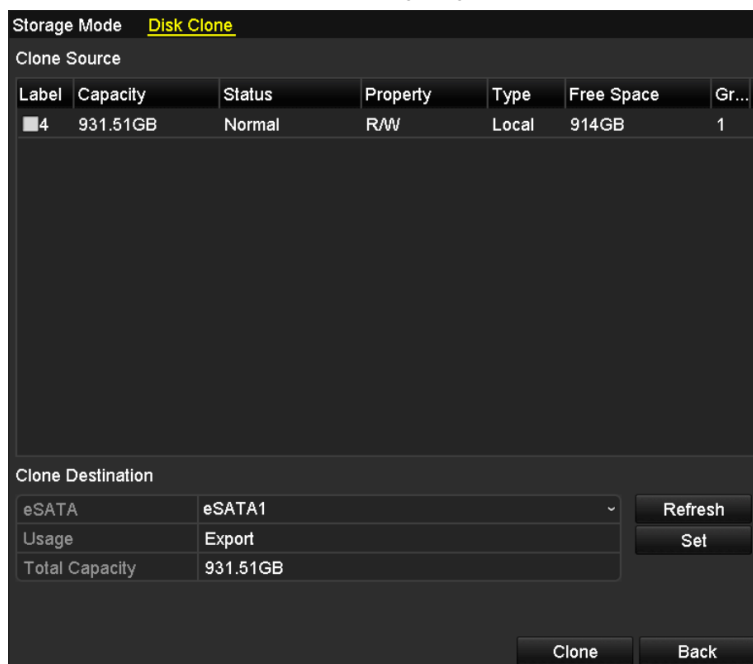 Storage Mode Disk Clone
Clone Source
Label Capacity Status Property Type Free Space Gr...
4 931.51GB Normal R/W Local 914GB 1
Clone Destination
eSATA eSATA1 Refresh
Usage Export Set
Total Capacity 931.51GB
Clone Back